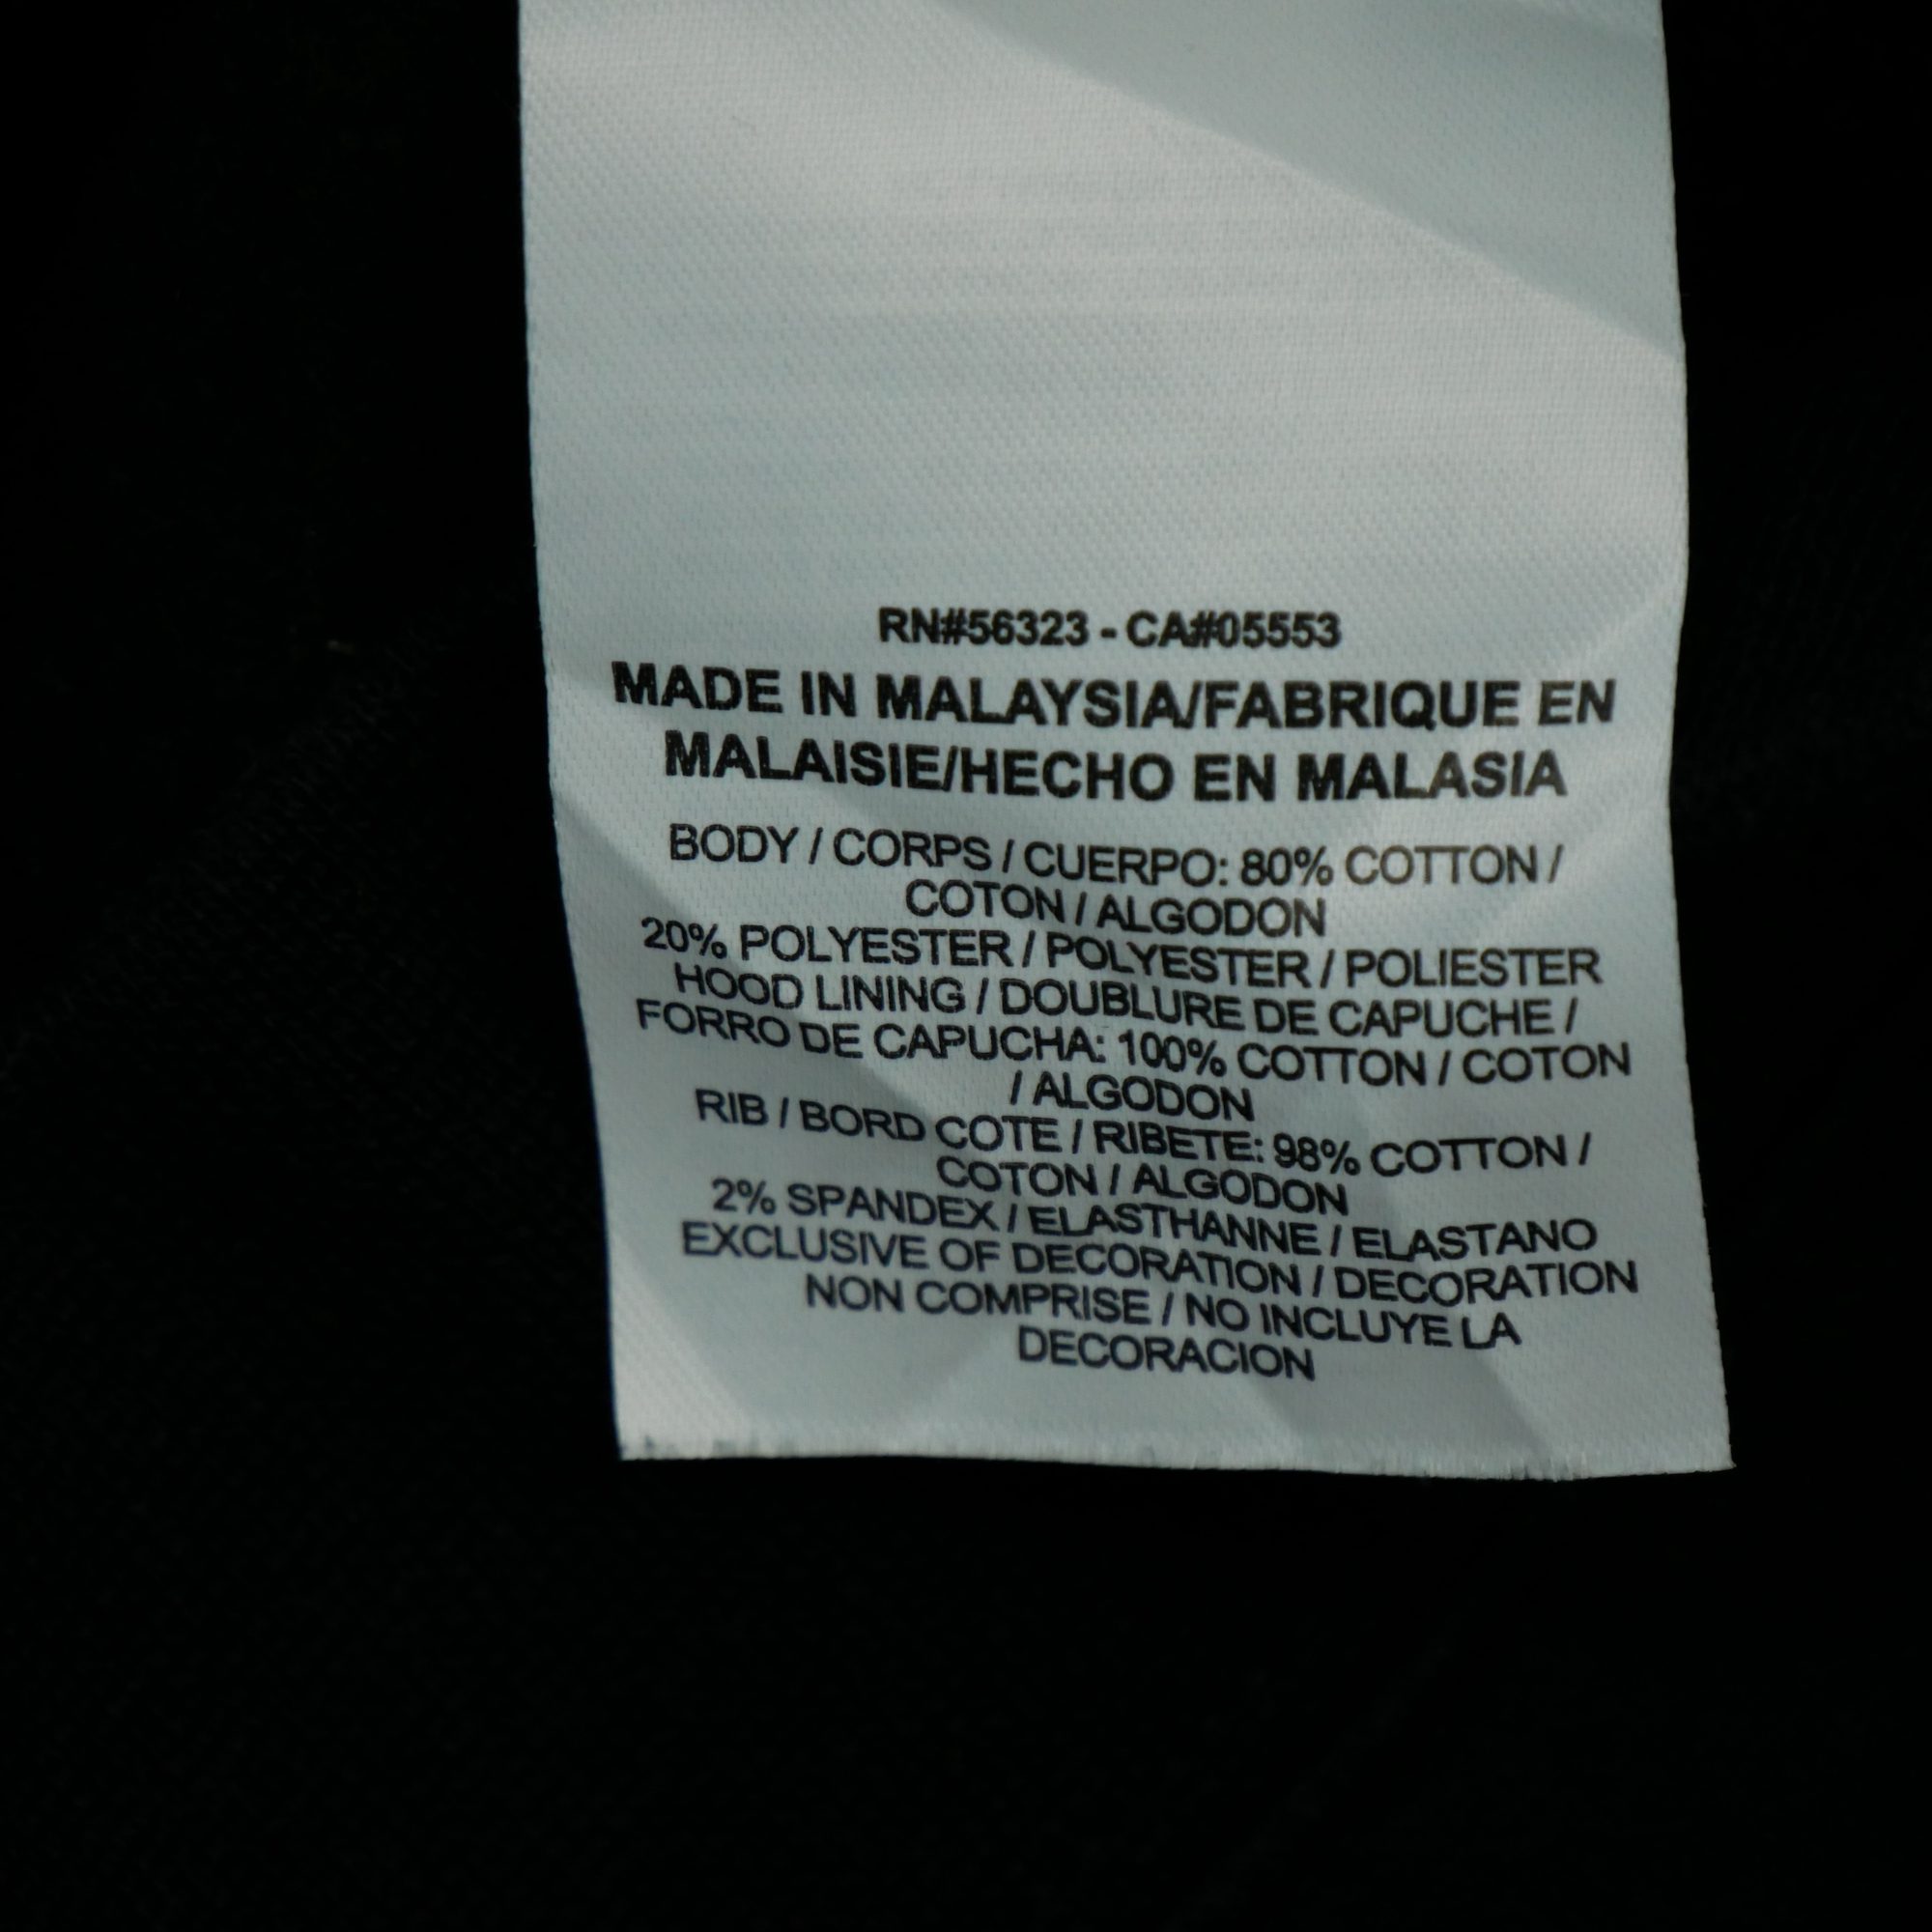 RN#56323 - CA#05553
MADE IN MALAYSIA/FABRIQUE EN
MALAISIE/HECHO EN MALASIA
BODY / CORPS / CUERPO: 80% COTTON /
COTON / ALGODON
20% POLYESTER / POLYESTER / POLIESTER
HOOD LINING / DOUBLURE DE CAPUCHE /
FORRO DE CAPUCHA: 100% COTTON / COTON
/ ALGODON
RIB / BORD COTE / RIBETE: 98% COTTON /
COTON / ALGODON
2% SPANDEX / ELASTHANNE / ELASTANO
EXCLUSIVE OF DECORATION / DECORATION
NON COMPRISE / NO INCLUYE LA
DECORACION